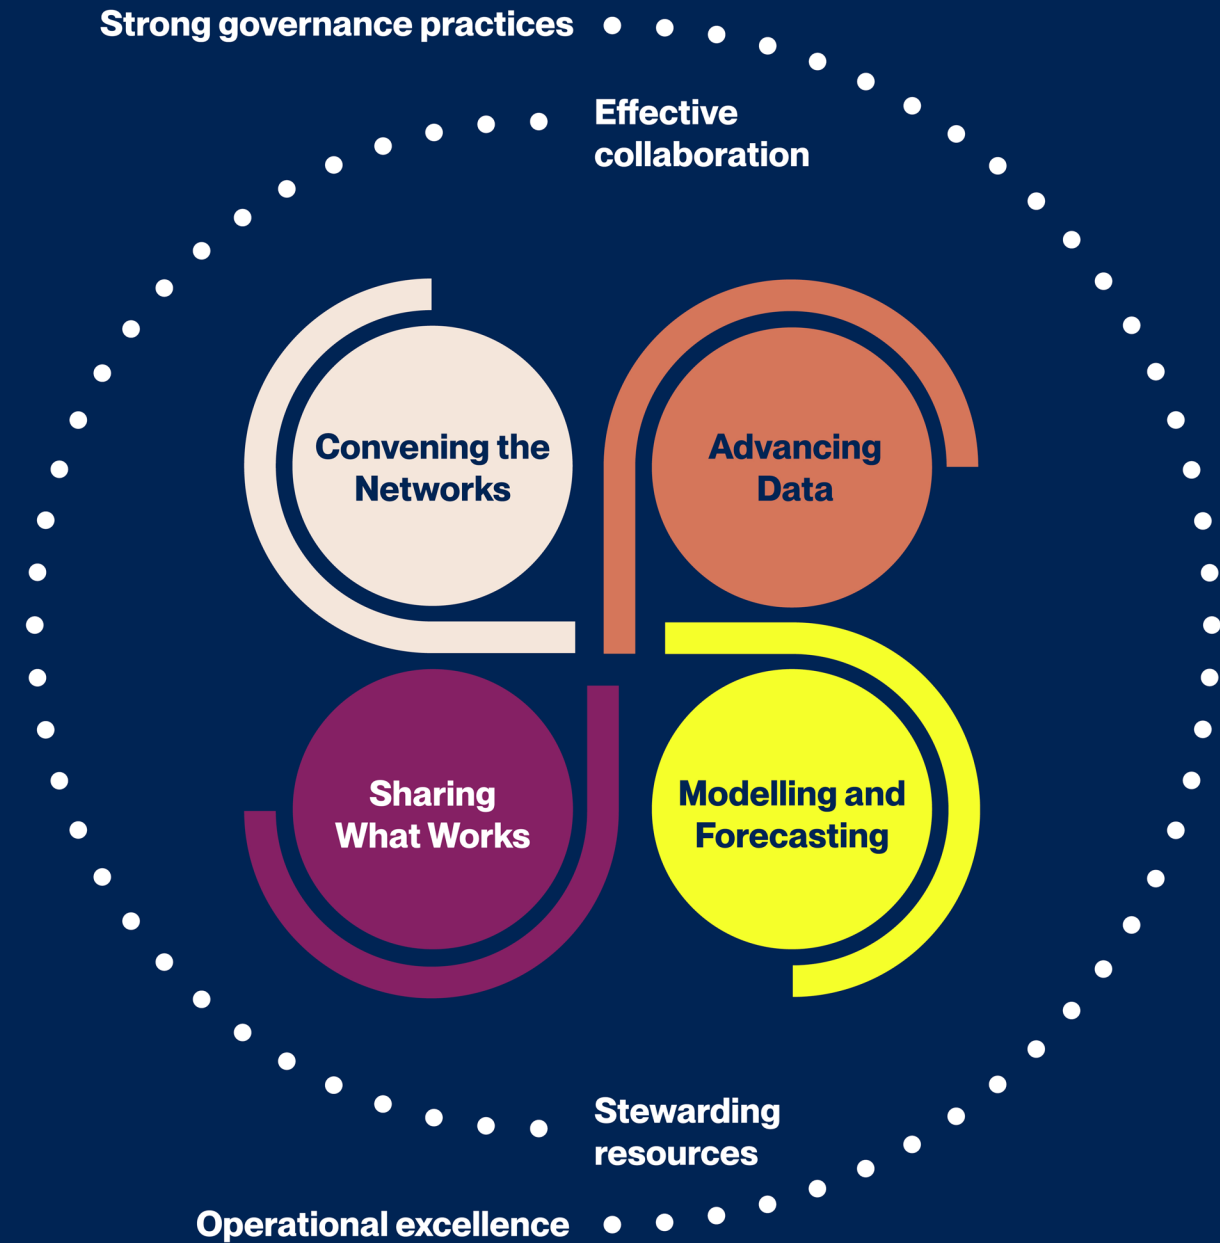 Strong governance practices
Effective
collaboration
Convening the
Networks
Advancing
Data
Sharing
What Works
Modelling and
Forecasting
Stewarding
resources
Operational excellence